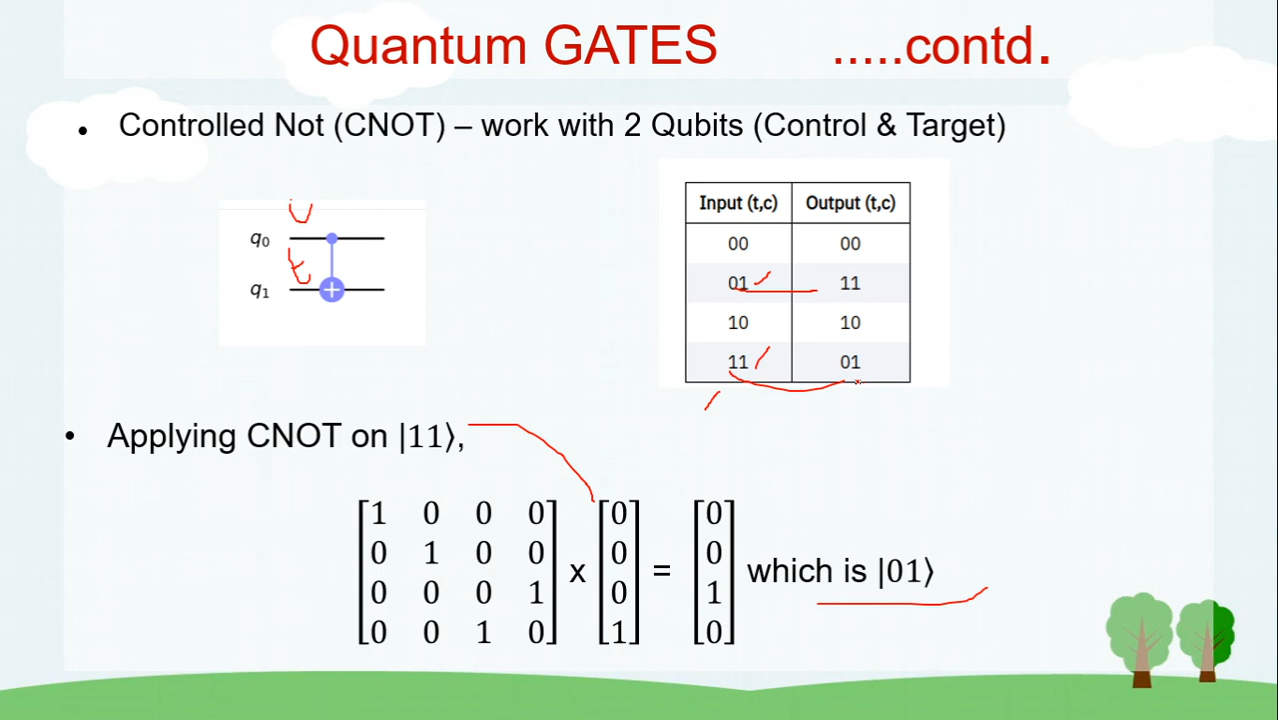 Quantum GATES .....contd.
• Controlled Not (CNOT) – work with 2 Qubits (Control & Target)
q0
t
q1
Input (t,c) Output (t,c)
00 00
01 11
10 10
11 01
• Applying CNOT on |11⟩,
[1 0 0 0] [0] [0]
[0 1 0 0] x [0] = [0] which is |01⟩
[0 0 0 1] [0] [1]
[0 0 1 0] [1] [0]